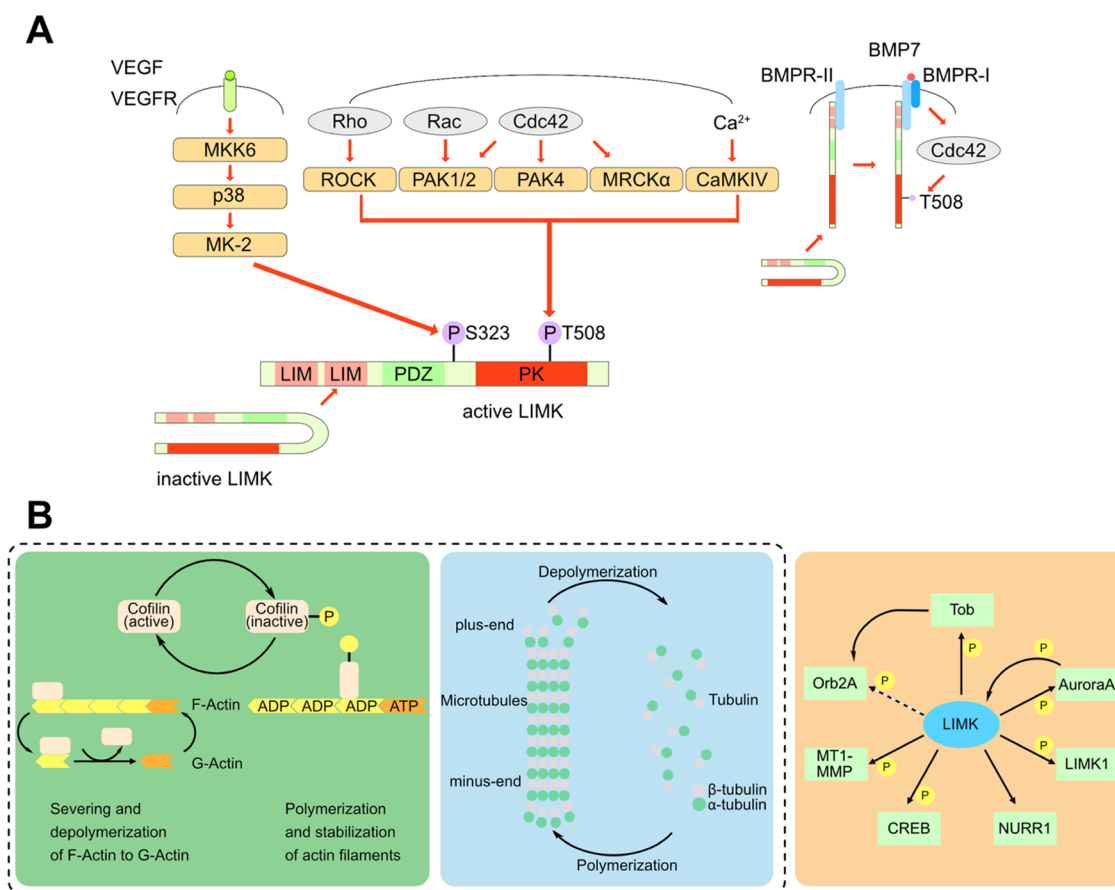 A
VEGF
VEGFR
MKK6
p38
MK-2
Rho
Rac
Cdc42
Ca²⁺
ROCK
PAK1/2
PAK4
MRCKα
CaMKIV
BMP7
BMPR-II
BMPR-I
Cdc42
T508
P S323
P T508
LIM
LIM
PDZ
PK
active LIMK
inactive LIMK
B
Cofilin
(active)
Cofilin
(inactive)
P
F-Actin
ADP
ADP
ADP
ATP
G-Actin
Severing and
depolymerization
of F-Actin to G-Actin
Polymerization
and stabilization
of actin filaments
Depolymerization
plus-end
Microtubules
Tubulin
minus-end
β-tubulin
α-tubulin
Polymerization
Tob
P
P
Orb2A
P
AuroraA
P
LIMK
MT1-
MMP
P
P
LIMK1
P
CREB
NURR1